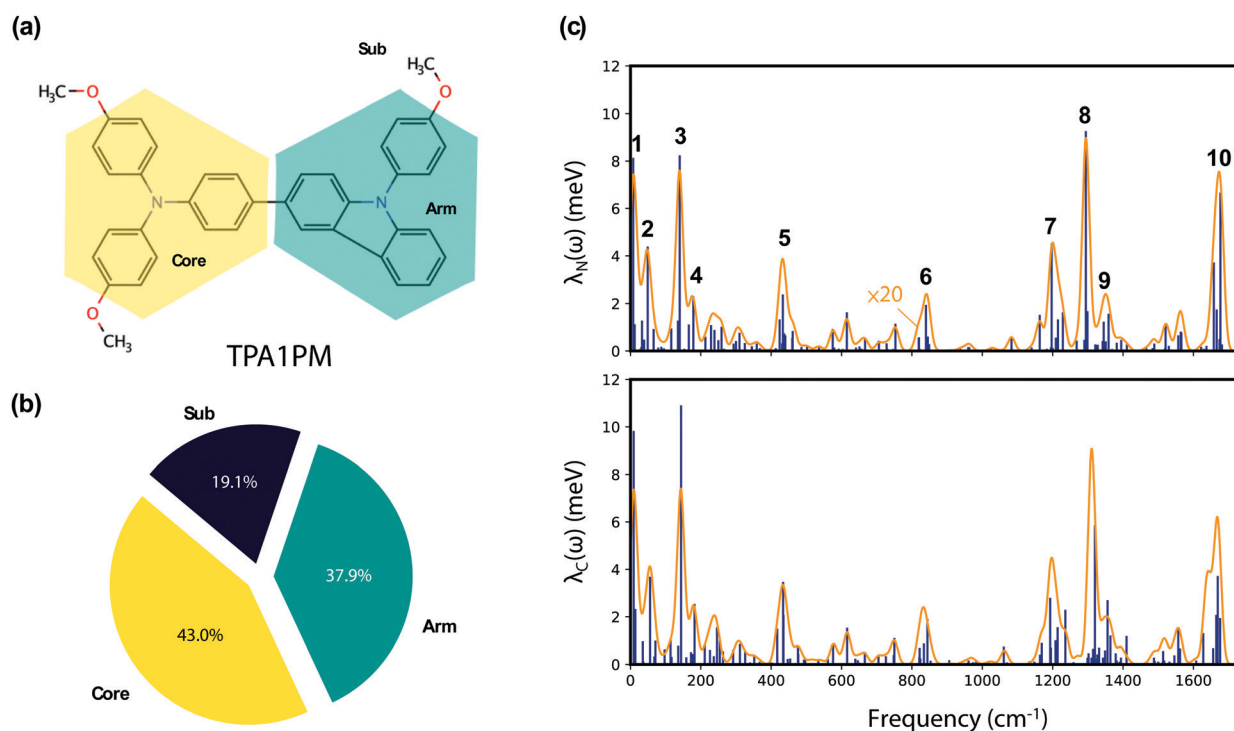 (a)
Sub
H₃C
O
H₃C
O
N
N
Arm
Core
O
CH₃
TPA1PM
(b)
Sub
19.1%
37.9%
43.0%
Arm
Core
(c)
12
10
8
6
4
2
0
λN(ω) (meV)
1
2
3
4
5
6
7
8
9
10
×20
12
10
8
6
4
2
0
λC(ω) (meV)
0 200 400 600 800 1000 1200 1400 1600
Frequency (cm⁻¹)